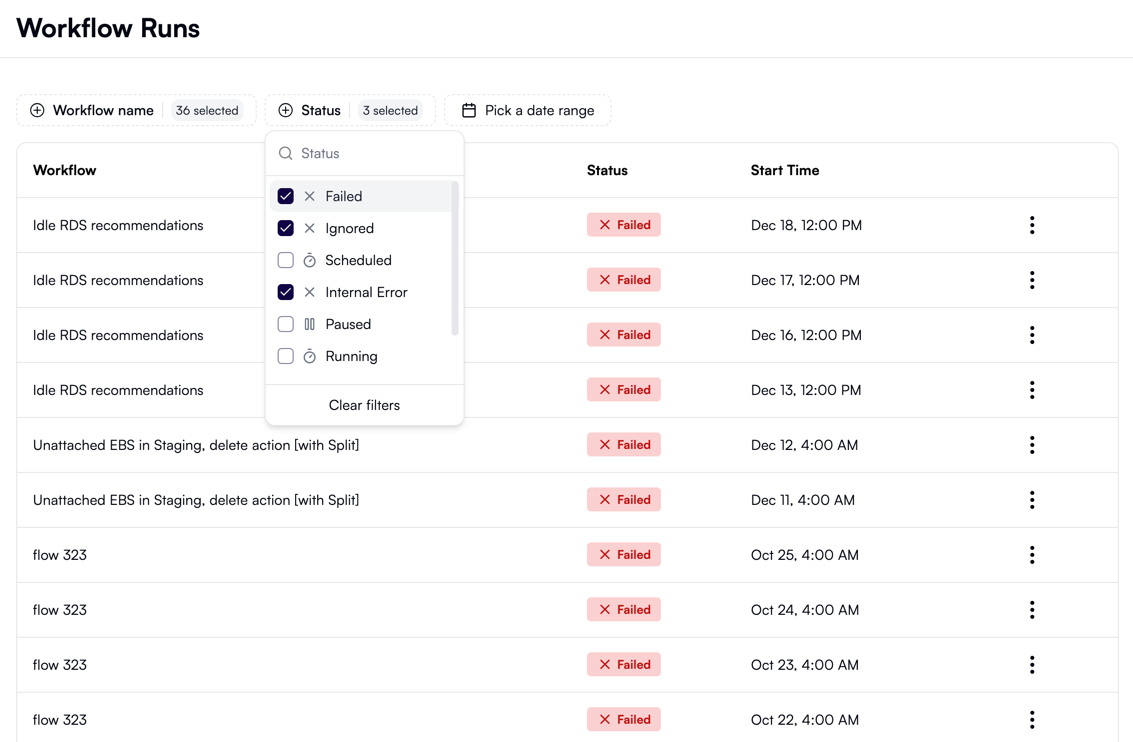 Workflow Runs
Workflow name 36 selected Status 3 selected Pick a date range
Status
Failed
Ignored
Scheduled
Internal Error
Paused
Running
Clear filters
Workflow Status Start Time
Idle RDS recommendations Failed Dec 18, 12:00 PM
Idle RDS recommendations Failed Dec 17, 12:00 PM
Idle RDS recommendations Failed Dec 16, 12:00 PM
Idle RDS recommendations Failed Dec 13, 12:00 PM
Unattached EBS in Staging, delete action [with Split] Failed Dec 12, 4:00 AM
Unattached EBS in Staging, delete action [with Split] Failed Dec 11, 4:00 AM
flow 323 Failed Oct 25, 4:00 AM
flow 323 Failed Oct 24, 4:00 AM
flow 323 Failed Oct 23, 4:00 AM
flow 323 Failed Oct 22, 4:00 AM